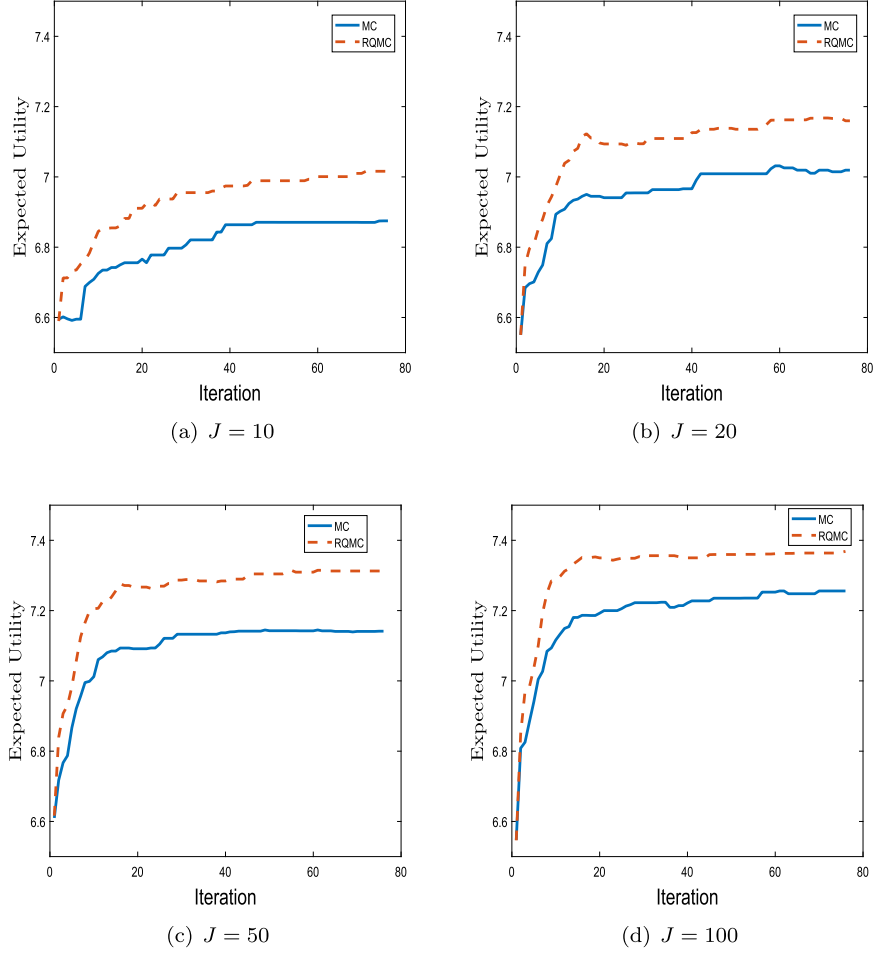 7.4
7.2
7
6.8
6.6
Expected Utility
0 20 40 60 80
Iteration
MC
RQMC
(a) J = 10
7.4
7.2
7
6.8
6.6
Expected Utility
0 20 40 60 80
Iteration
MC
RQMC
(b) J = 20
7.4
7.2
7
6.8
6.6
Expected Utility
0 20 40 60 80
Iteration
MC
RQMC
(c) J = 50
7.4
7.2
7
6.8
6.6
Expected Utility
0 20 40 60 80
Iteration
MC
RQMC
(d) J = 100